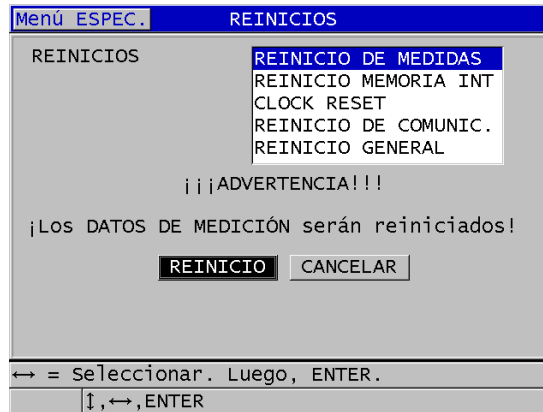 Menú ESPEC. REINICIOS
REINICIOS
REINICIO DE MEDIDAS
REINICIO MEMORIA INT
CLOCK RESET
REINICIO DE COMUNIC.
REINICIO GENERAL
¡¡¡ADVERTENCIA!!!
¡Los DATOS DE MEDICIÓN serán reiniciados!
REINICIO CANCELAR
↔ = Seleccionar. Luego, ENTER.
↕,↔,ENTER